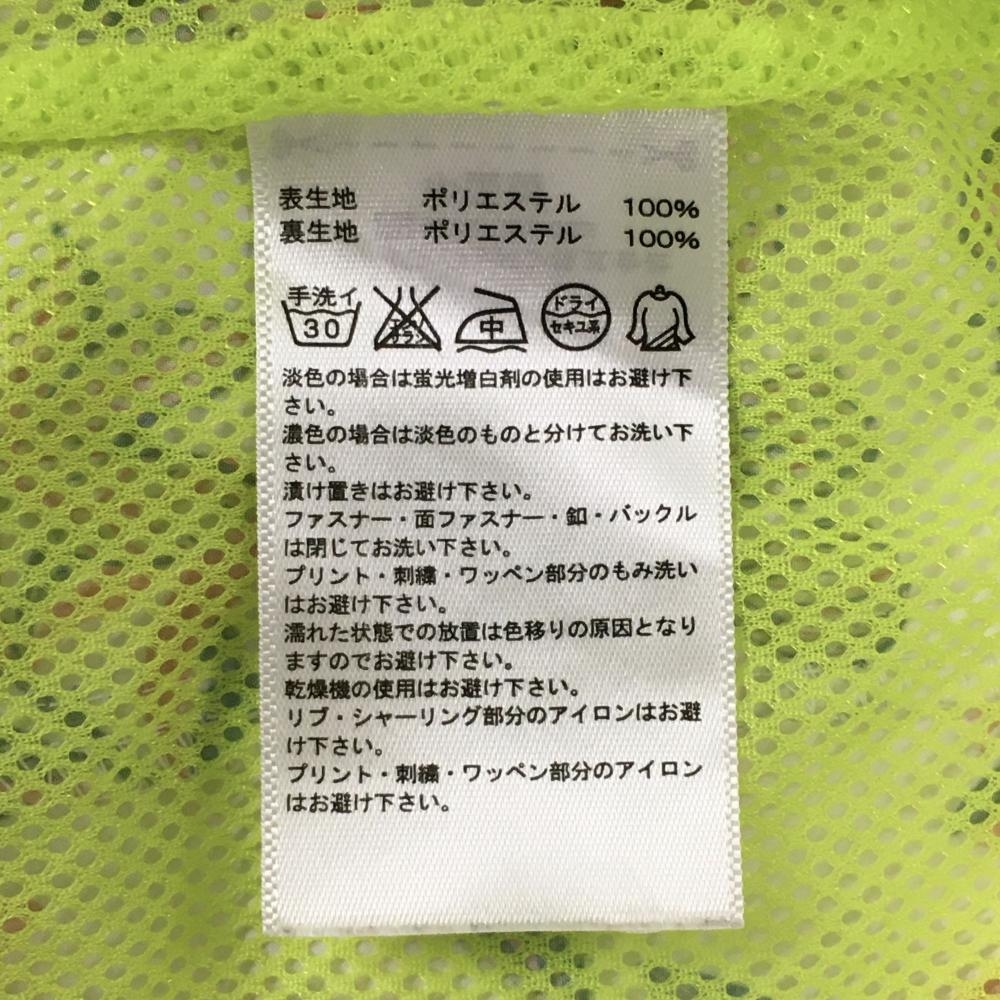 表生地 ポリエステル 100%
裏生地 ポリエステル 100%
手洗イ 30 エンソ サラシ 中 ドライ セキユ系
淡色の場合は蛍光増白剤の使用はお避け下
さい。
濃色の場合は淡色のものと分けてお洗い下
さい。
漬け置きはお避け下さい。
ファスナー・面ファスナー・釦・バックル
は閉じてお洗い下さい。
プリント・刺繍・ワッペン部分のもみ洗い
はお避け下さい。
濡れた状態での放置は色移りの原因となり
ますのでお避け下さい。
乾燥機の使用はお避け下さい。
リブ・シャーリング部分のアイロンはお避
け下さい。
プリント・刺繍・ワッペン部分のアイロン
はお避け下さい。